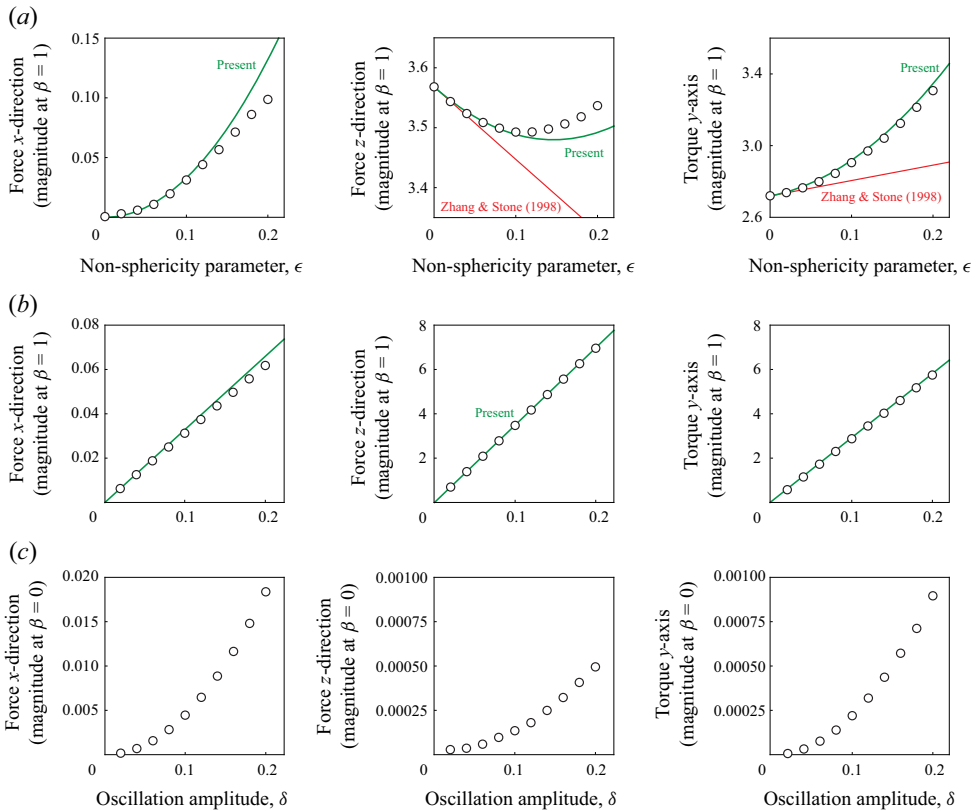 (a)
Force x-direction
(magnitude at β = 1)
0.15
0.10
0.05
0
0.1
0.2
Present
Non-sphericity parameter, ϵ
Force z-direction
(magnitude at β = 1)
3.6
3.5
3.4
0
0.1
0.2
Present
Zhang & Stone (1998)
Non-sphericity parameter, ϵ
Torque y-axis
(magnitude at β = 1)
3.4
3.0
2.6
0
0.1
0.2
Present
Zhang & Stone (1998)
Non-sphericity parameter, ϵ
(b)
Force x-direction
(magnitude at β = 1)
0.08
0.06
0.04
0.02
0
0.1
0.2
Force z-direction
(magnitude at β = 1)
8
6
4
2
0
0.1
0.2
Present
Torque y-axis
(magnitude at β = 1)
8
6
4
2
0
0.1
0.2
(c)
Force x-direction
(magnitude at β = 0)
0.020
0.015
0.010
0.005
0
0.1
0.2
Oscillation amplitude, δ
Force z-direction
(magnitude at β = 0)
0.00100
0.00075
0.00050
0.00025
0
0.1
0.2
Oscillation amplitude, δ
Torque y-axis
(magnitude at β = 0)
0.00100
0.00075
0.00050
0.00025
0
0.1
0.2
Oscillation amplitude, δ